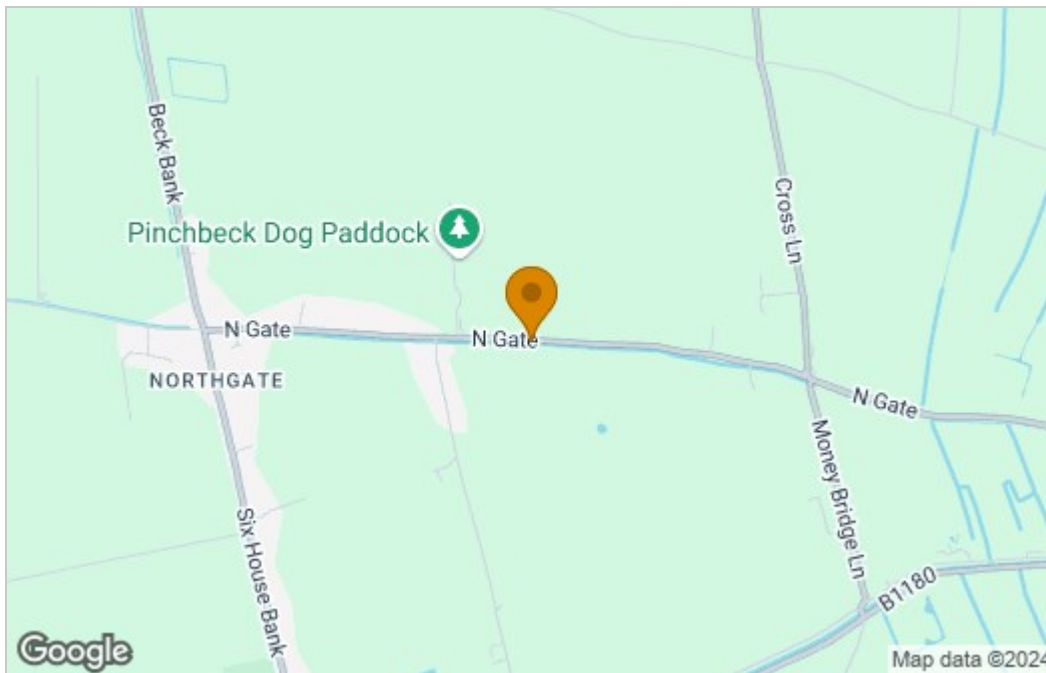 Beck Bank
Cross Ln
Pinchbeck Dog Paddock
N Gate
N Gate
NORTHGATE
N Gate
Money Bridge Ln
Six House Bank
B1180
Google
Map data ©2024